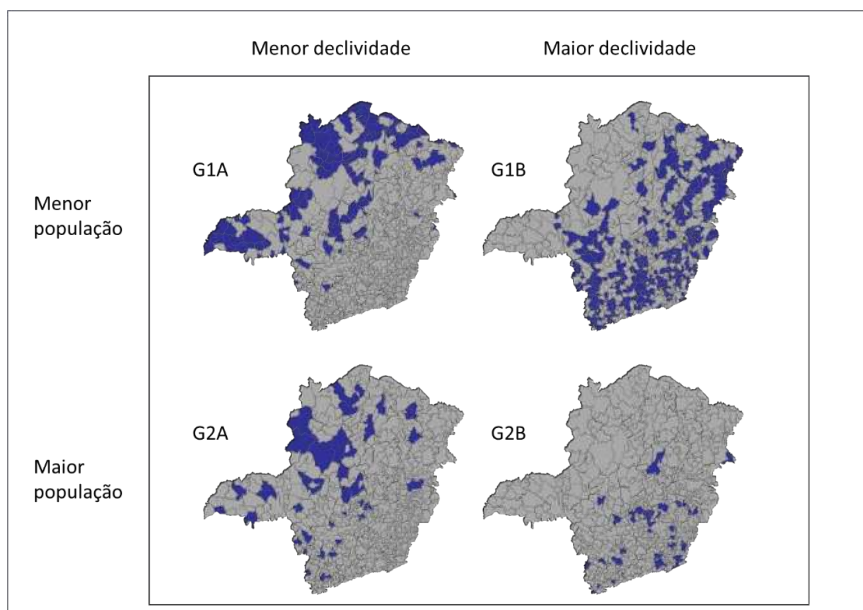 Menor declividade
Maior declividade
G1A
G1B
Menor
população
G2A
G2B
Maior
população